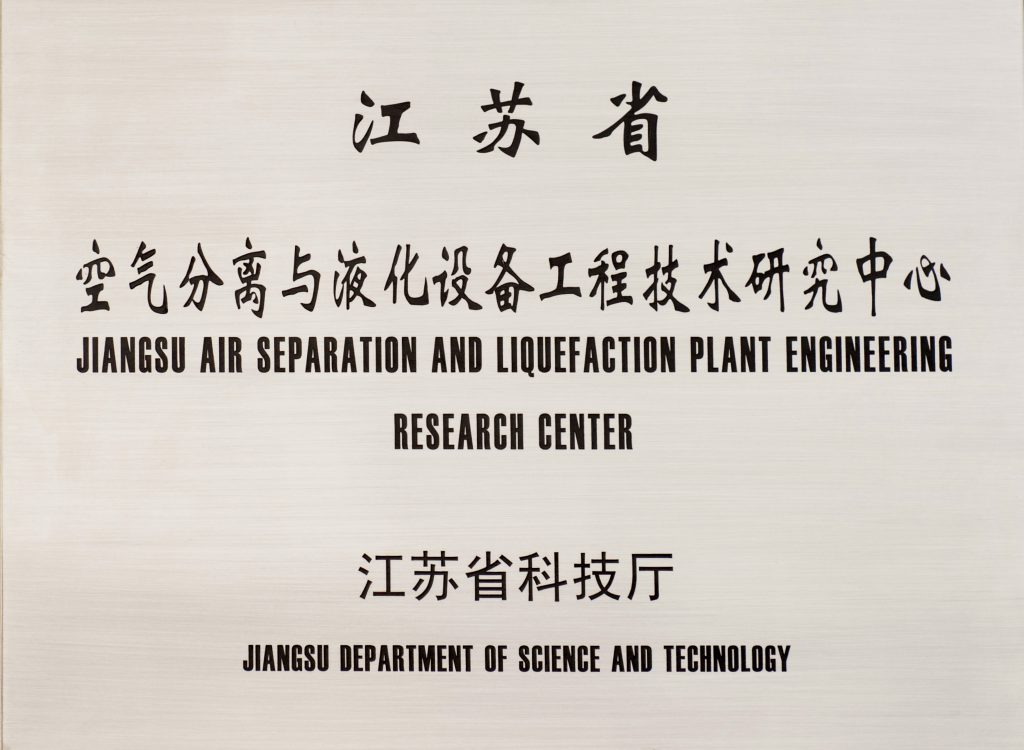 江苏省
空气分离与液化设备工程技术研究中心
JIANGSU AIR SEPARATION AND LIQUEFACTION PLANT ENGINEERING
RESEARCH CENTER
江苏省科技厅
JIANGSU DEPARTMENT OF SCIENCE AND TECHNOLOGY